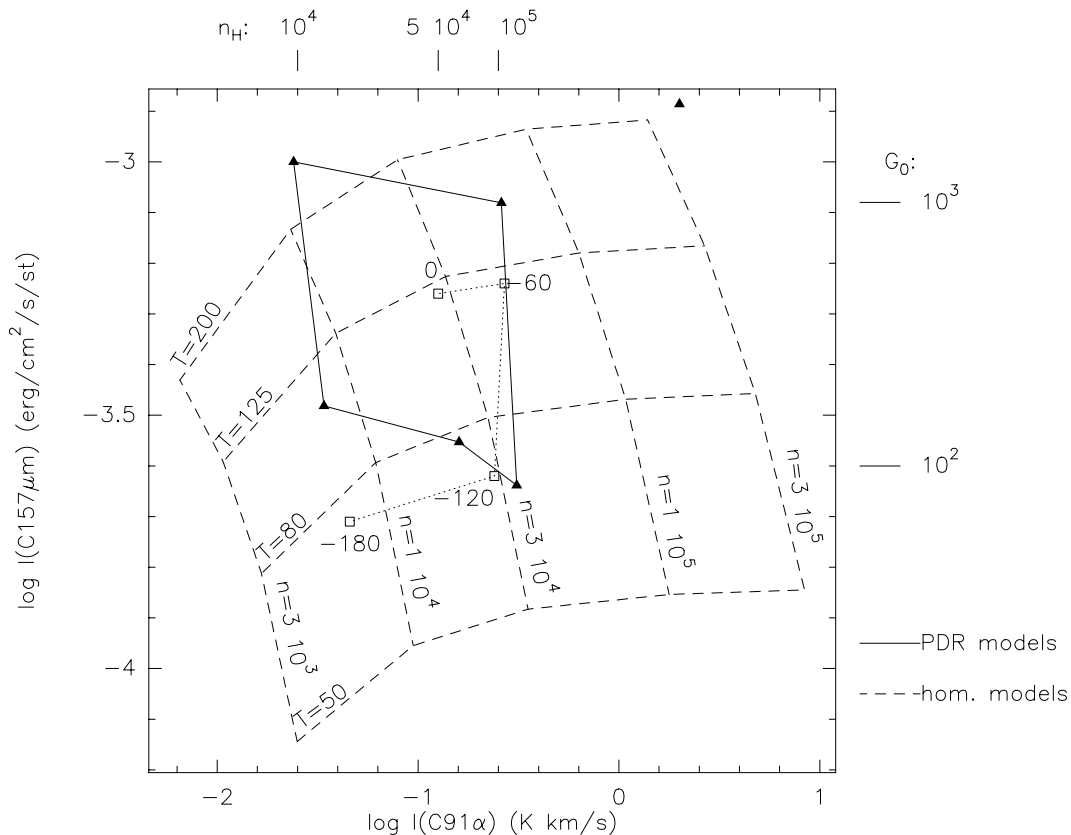 n_H: 10^4 5 10^4 10^5
G_0:
10^3
10^2
PDR models
hom. models
log I(C157μm) (erg/cm^2/s/st)
-3
-3.5
-4
T=200
T=125
T=80
T=50
n=3 10^3
n=1 10^4
n=3 10^4
n=1 10^5
n=3 10^5
0
-60
-120
-180
-2 -1 0 1
log I(C91α) (K km/s)